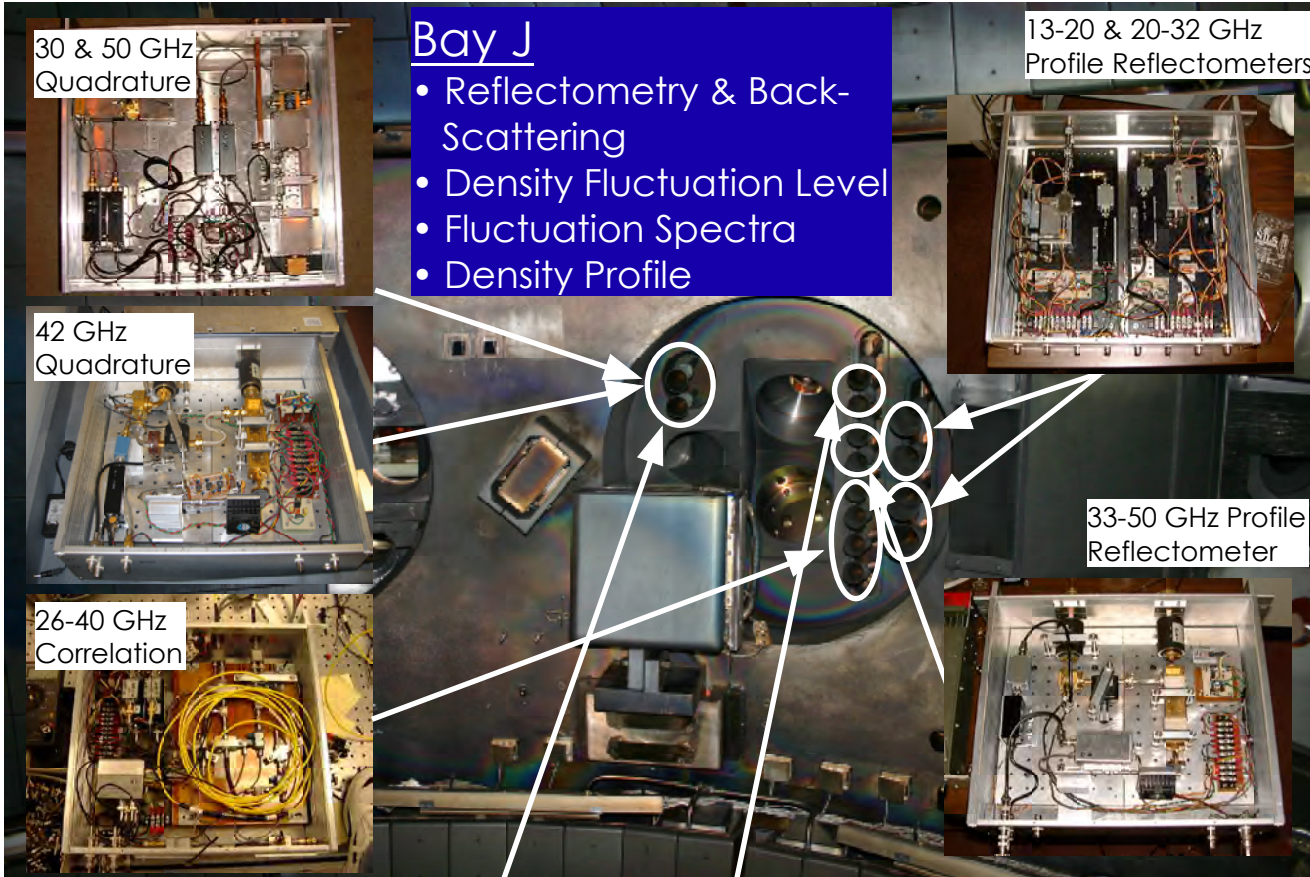 30 & 50 GHz
Quadrature
Bay J
• Reflectometry & Back-
Scattering
• Density Fluctuation Level
• Fluctuation Spectra
• Density Profile
13-20 & 20-32 GHz
Profile Reflectometers
42 GHz
Quadrature
33-50 GHz Profile
Reflectometer
26-40 GHz
Correlation